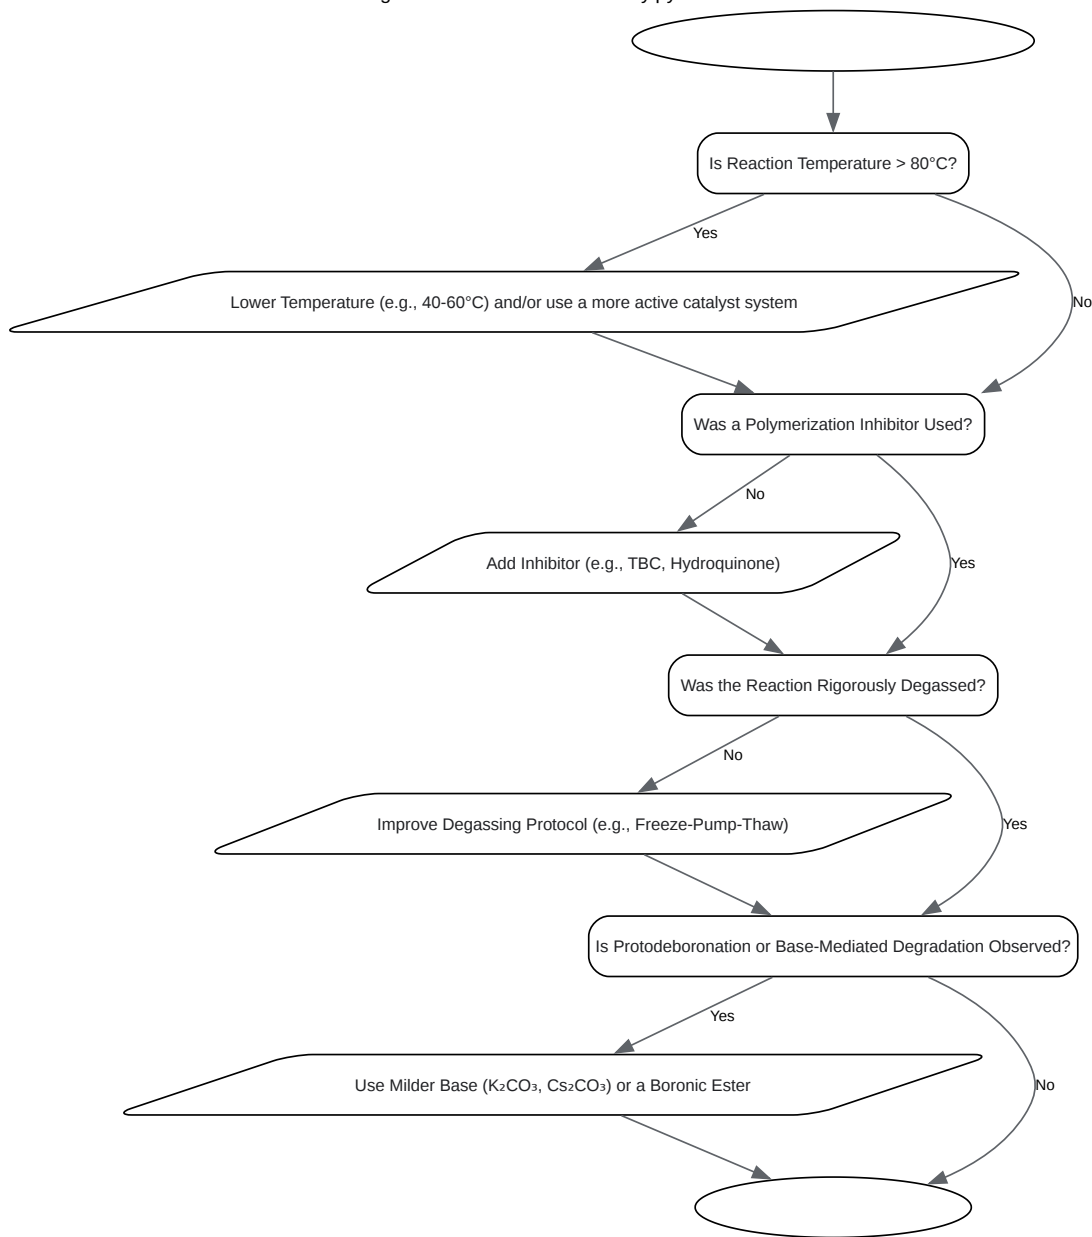 Is Reaction Temperature > 80°C?
Yes
No
Lower Temperature (e.g., 40-60°C) and/or use a more active catalyst system
Was a Polymerization Inhibitor Used?
No
Yes
Add Inhibitor (e.g., TBC, Hydroquinone)
Was the Reaction Rigorously Degassed?
No
Yes
Improve Degassing Protocol (e.g., Freeze-Pump-Thaw)
Is Protodeboronation or Base-Mediated Degradation Observed?
Yes
No
Use Milder Base (K₂CO₃, Cs₂CO₃) or a Boronic Ester